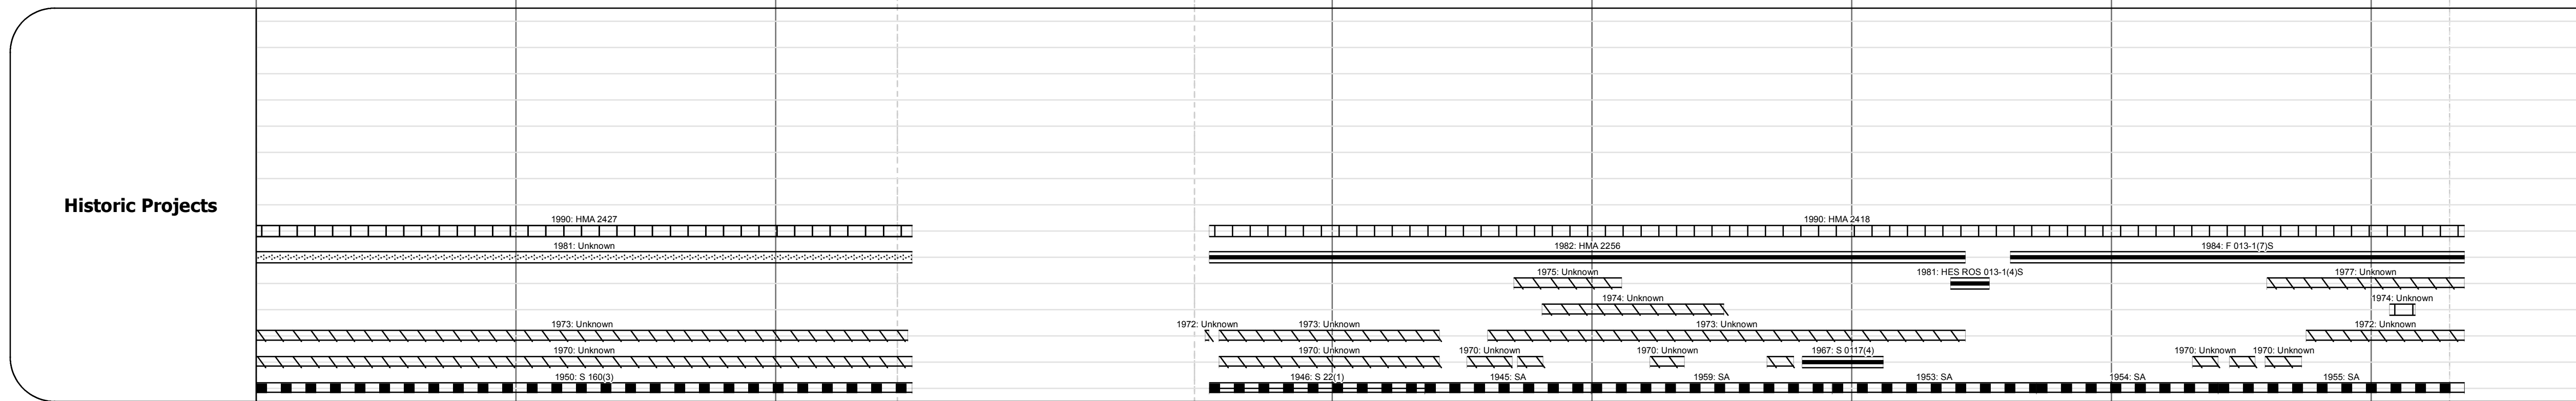 Historic Projects
1990: HMA 2427
1990: HMA 2418
1981: Unknown
1982: HMA 2256
1984: F 013-1(7)S
1975: Unknown
1981: HES ROS 013-1(4)S
1977: Unknown
1974: Unknown
1974: Unknown
1973: Unknown
1972: Unknown
1973: Unknown
1973: Unknown
1972: Unknown
1970: Unknown
1970: Unknown
1970: Unknown
1970: Unknown
1967: S 0117(4)
1970: Unknown
1970: Unknown
1950: S 160(3)
1946: S 22(1)
1945: SA
1959: SA
1953: SA
1954: SA
1955: SA